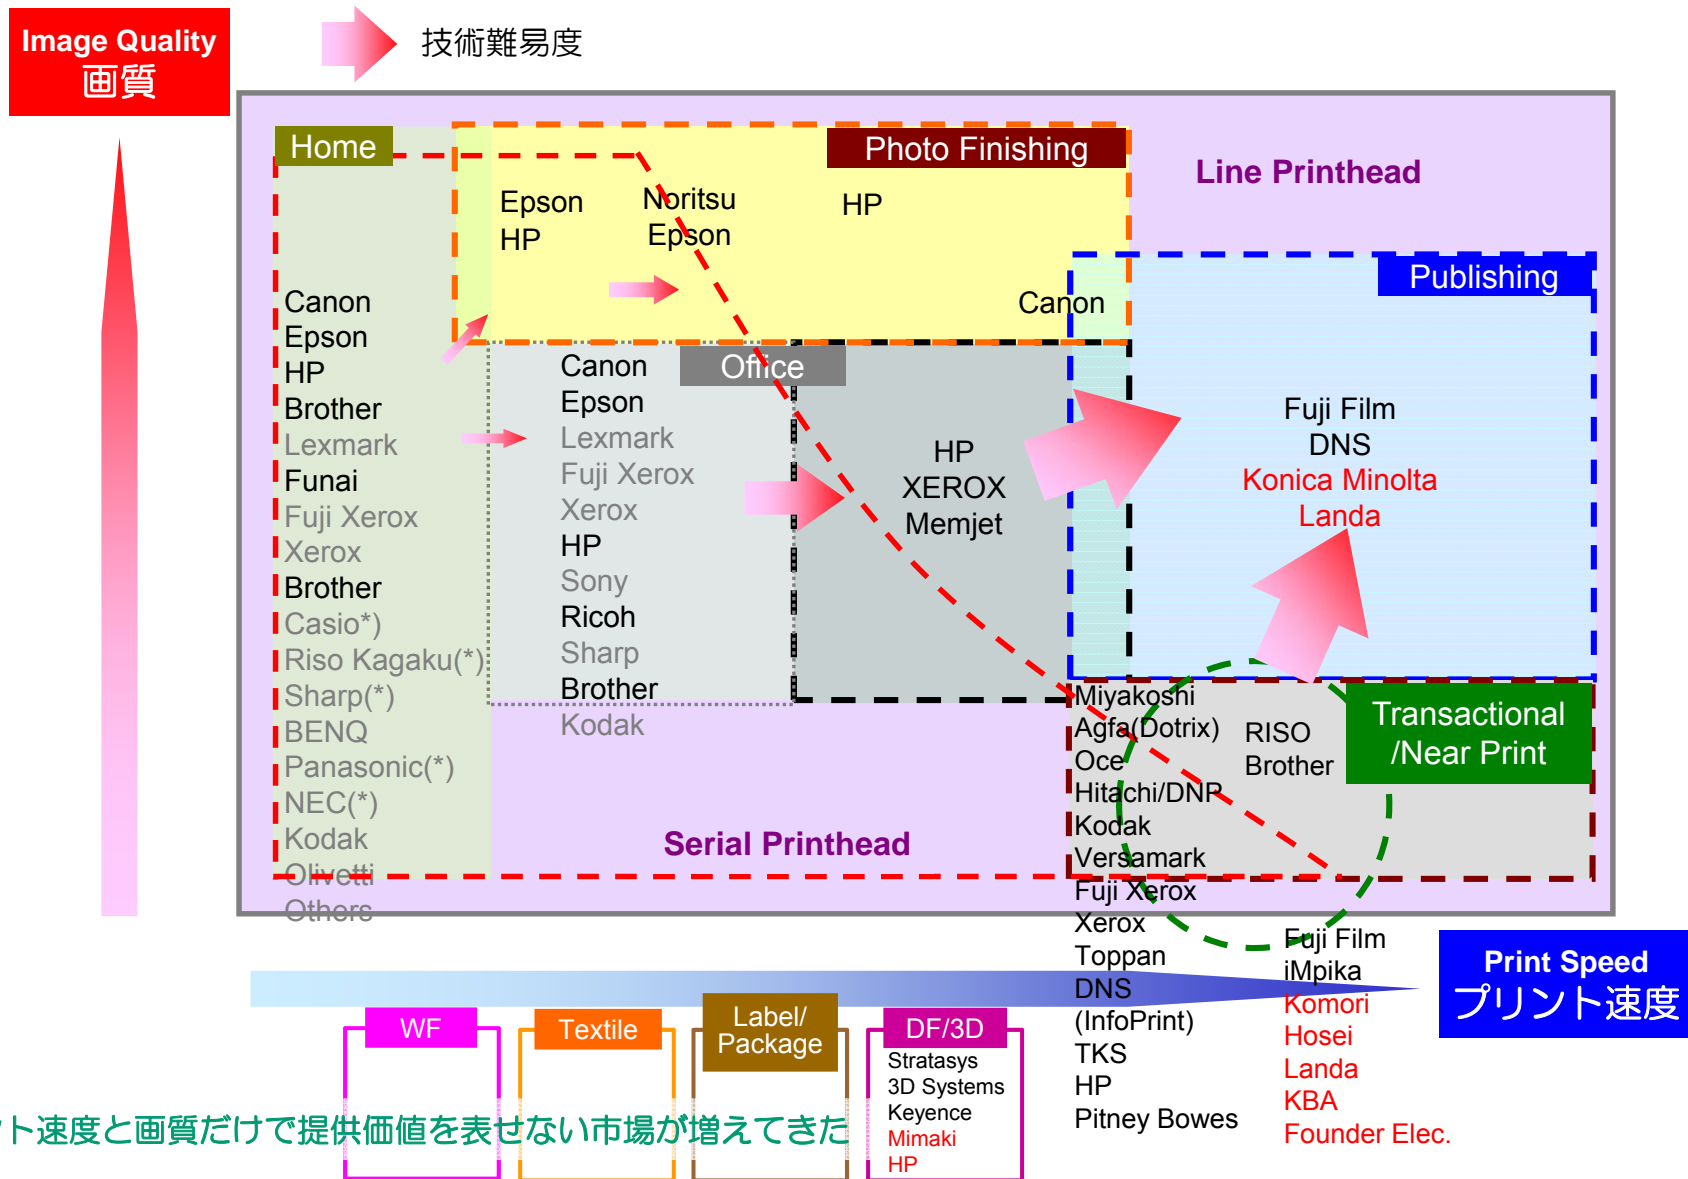 Image Quality
画質
技術難易度
Home
Photo Finishing
Line Printhead
Epson
HP
Noritsu
Epson
HP
Canon
Publishing
Canon
Epson
HP
Brother
Lexmark
Funai
Fuji Xerox
Xerox
Brother
Casio*)
Riso Kagaku(*)
Sharp(*)
BENQ
Panasonic(*)
NEC(*)
Kodak
Olivetti
Others
Office
Canon
Epson
Lexmark
Fuji Xerox
Xerox
HP
Sony
Ricoh
Sharp
Brother
Kodak
HP
XEROX
Memjet
Fuji Film
DNS
Konica Minolta
Landa
Serial Printhead
Miyakoshi
Agfa(Dotrix)
Oce
Hitachi/DNP
Kodak
Versamark
Fuji Xerox
Xerox
Toppan
DNS
(InfoPrint)
TKS
HP
Pitney Bowes
RISO
Brother
Transactional
/Near Print
Fuji Film
iMpika
Komori
Hosei
Landa
KBA
Founder Elec.
Print Speed
プリント速度
WF
Textile
Label/
Package
DF/3D
Stratasys
3D Systems
Keyence
Mimaki
HP
ント速度と画質だけで提供価値を表せない市場が増えてきた